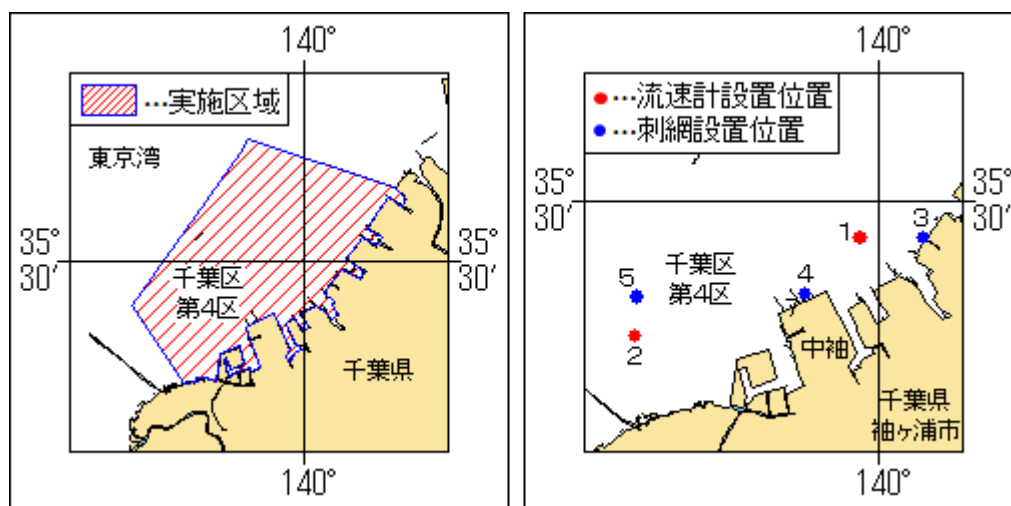 140°
…実施区域
東京湾
35°
30′
35°
30′
千葉区
第4区
千葉県
140°
140°
…流速計設置位置
…刺網設置位置
35°
30′
35°
30′
1
3
千葉区
第4区
5
4
2
中袖
千葉県
袖ヶ浦市
140°